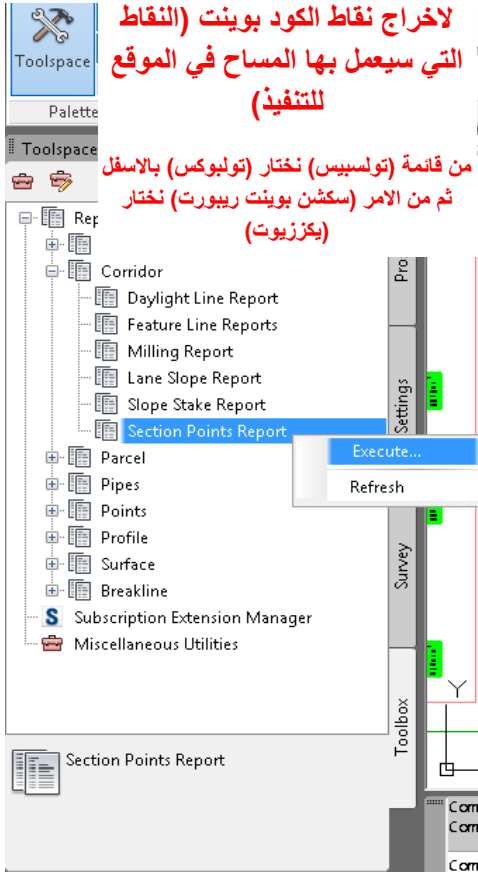 لاخراج نقاط الكود بوينت (النقاط
التي سيعمل بها المساح في الموقع
للتنفيذ)
من قائمة (تولسبيس) نختار (تولبوكس) بالاسفل
ثم من الامر (سكشن بوينت ريبورت) نختار
(يكززيوت)
Toolspace
Palette
Toolspace
Rep
Corridor
Daylight Line Report
Feature Line Reports
Milling Report
Lane Slope Report
Slope Stake Report
Section Points Report
Execute...
Refresh
Parcel
Pipes
Points
Profile
Surface
Breakline
S Subscription Extension Manager
Miscellaneous Utilities
Pro
Settings
Survey
Toolbox
Y
Section Points Report
Com
Com
Com